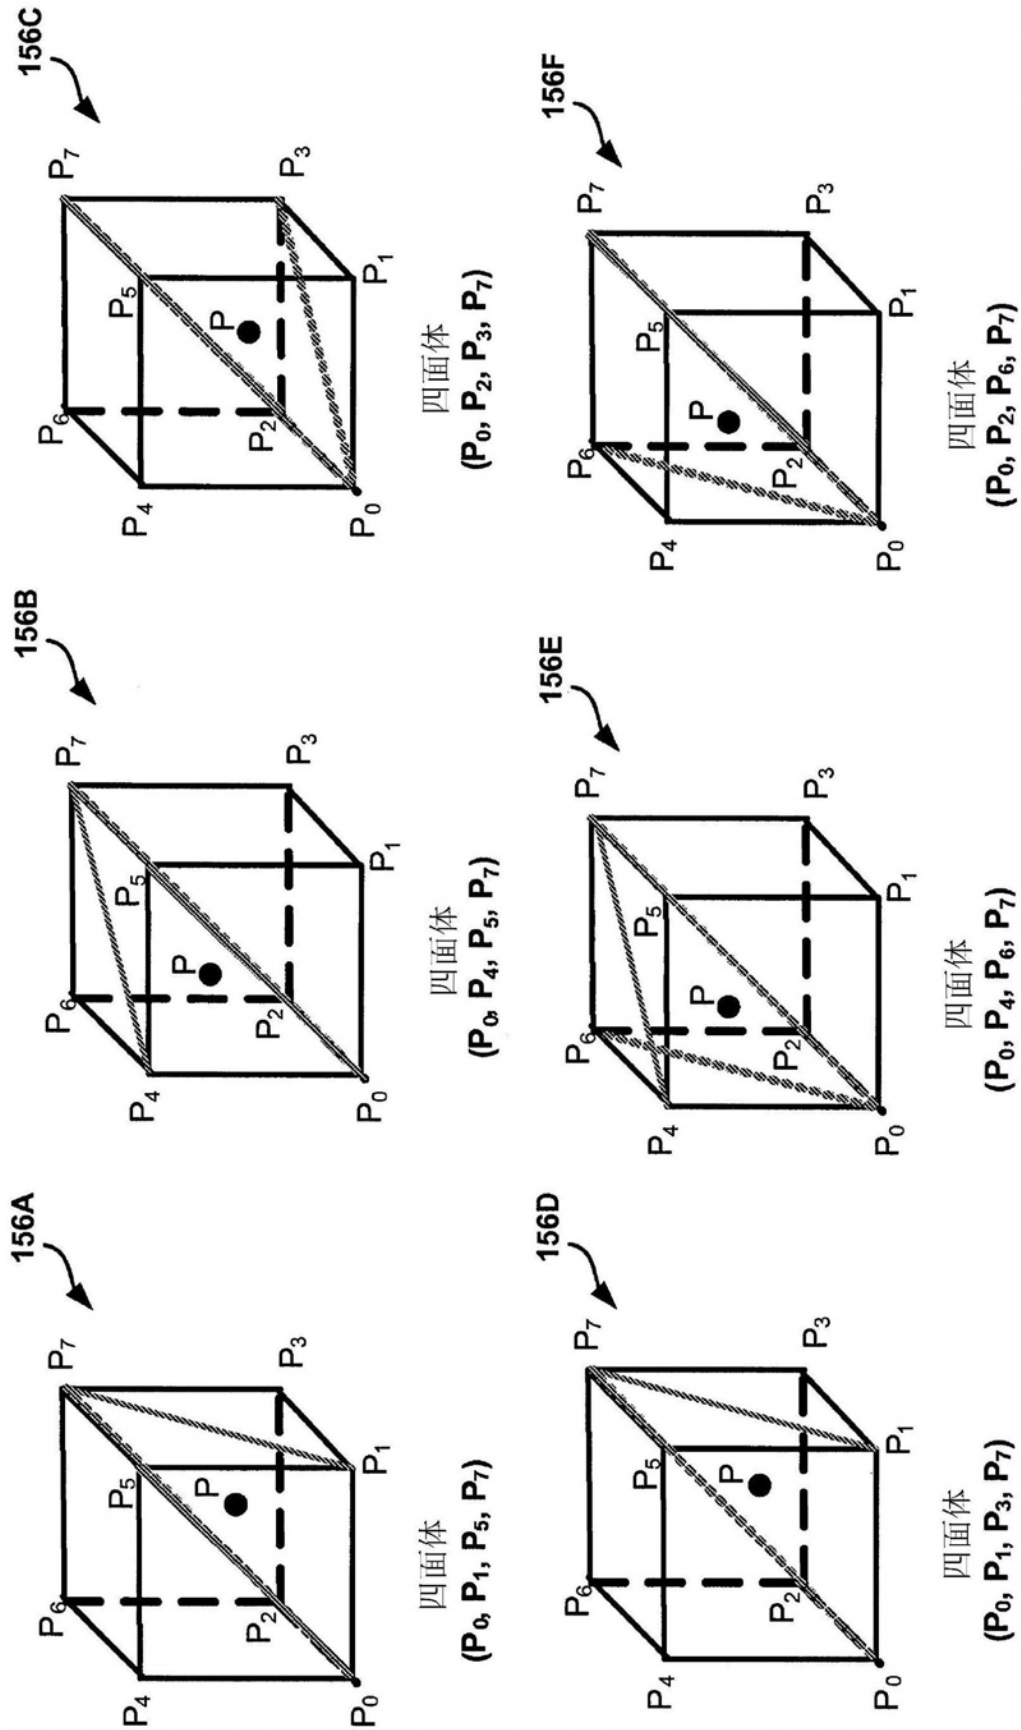 156A
P6
P7
P5
P
P4
P2
P3
P0
P1
四面体
(P0, P1, P5, P7)
156B
P6
P7
P5
P
P4
P2
P3
P0
P1
四面体
(P0, P4, P5, P7)
156C
P6
P7
P5
P
P4
P2
P3
P0
P1
四面体
(P0, P2, P3, P7)
156D
P6
P7
P5
P
P4
P2
P3
P0
P1
四面体
(P0, P1, P3, P7)
156E
P6
P7
P5
P
P4
P2
P3
P0
P1
四面体
(P0, P4, P6, P7)
156F
P6
P7
P5
P
P4
P2
P3
P0
P1
四面体
(P0, P2, P6, P7)